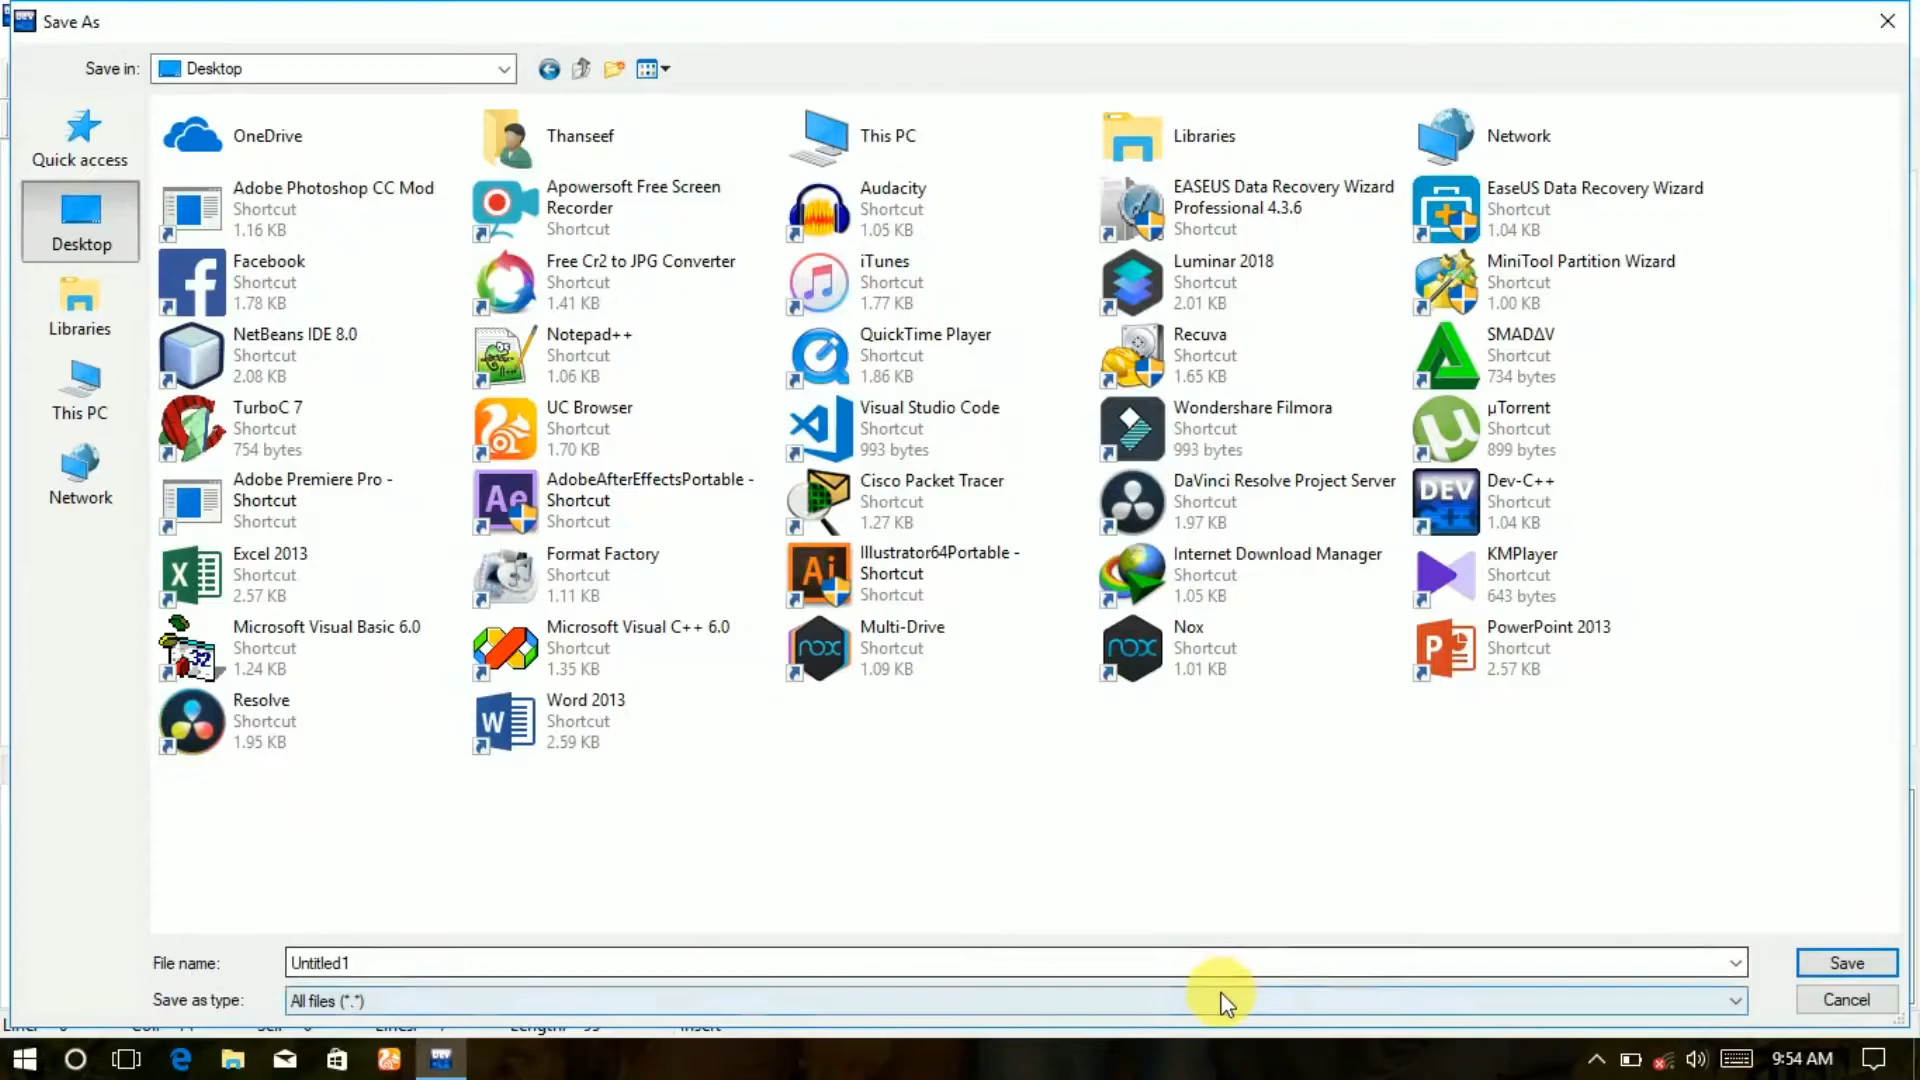 Save As
Save in:
Desktop
Quick access
Desktop
Libraries
This PC
Network
OneDrive
Thanseef
This PC
Libraries
Network
Adobe Photoshop CC Mod
Shortcut
1.16 KB
Apowersoft Free Screen
Recorder
Shortcut
Audacity
Shortcut
1.05 KB
EASEUS Data Recovery Wizard
Professional 4.3.6
Shortcut
EaseUS Data Recovery Wizard
Shortcut
1.04 KB
Facebook
Shortcut
1.78 KB
Free Cr2 to JPG Converter
Shortcut
1.41 KB
iTunes
Shortcut
1.77 KB
Luminar 2018
Shortcut
2.01 KB
MiniTool Partition Wizard
Shortcut
1.00 KB
NetBeans IDE 8.0
Shortcut
2.08 KB
Notepad++
Shortcut
1.06 KB
QuickTime Player
Shortcut
1.86 KB
Recuva
Shortcut
1.65 KB
SMADΔV
Shortcut
734 bytes
TurboC 7
Shortcut
754 bytes
UC Browser
Shortcut
1.70 KB
Visual Studio Code
Shortcut
993 bytes
Wondershare Filmora
Shortcut
993 bytes
µTorrent
Shortcut
899 bytes
Adobe Premiere Pro -
Shortcut
Shortcut
AdobeAfterEffectsPortable -
Shortcut
Shortcut
Cisco Packet Tracer
Shortcut
1.27 KB
DaVinci Resolve Project Server
Shortcut
1.97 KB
Dev-C++
Shortcut
1.04 KB
Excel 2013
Shortcut
2.57 KB
Format Factory
Shortcut
1.11 KB
Illustrator64Portable -
Shortcut
Shortcut
Internet Download Manager
Shortcut
1.05 KB
KMPlayer
Shortcut
643 bytes
Microsoft Visual Basic 6.0
Shortcut
1.24 KB
Microsoft Visual C++ 6.0
Shortcut
1.35 KB
Multi-Drive
Shortcut
1.09 KB
Nox
Shortcut
1.01 KB
PowerPoint 2013
Shortcut
2.57 KB
Resolve
Shortcut
1.95 KB
Word 2013
Shortcut
2.59 KB
File name:
Untitled1
Save
Save as type:
All files (*.*)
Cancel
9:54 AM